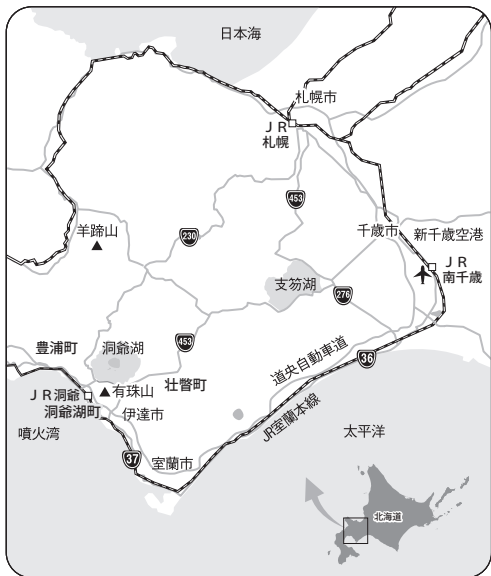 日本海
札幌市
ＪＲ
札幌
453
230
羊蹄山
千歳市
新千歳空港
ＪＲ
南千歳
支笏湖
276
豊浦町
洞爺湖
453
道央自動車道
36
ＪＲ洞爺
有珠山
壮瞥町
洞爺湖町
伊達市
JR室蘭本線
噴火湾
太平洋
37
室蘭市
北海道